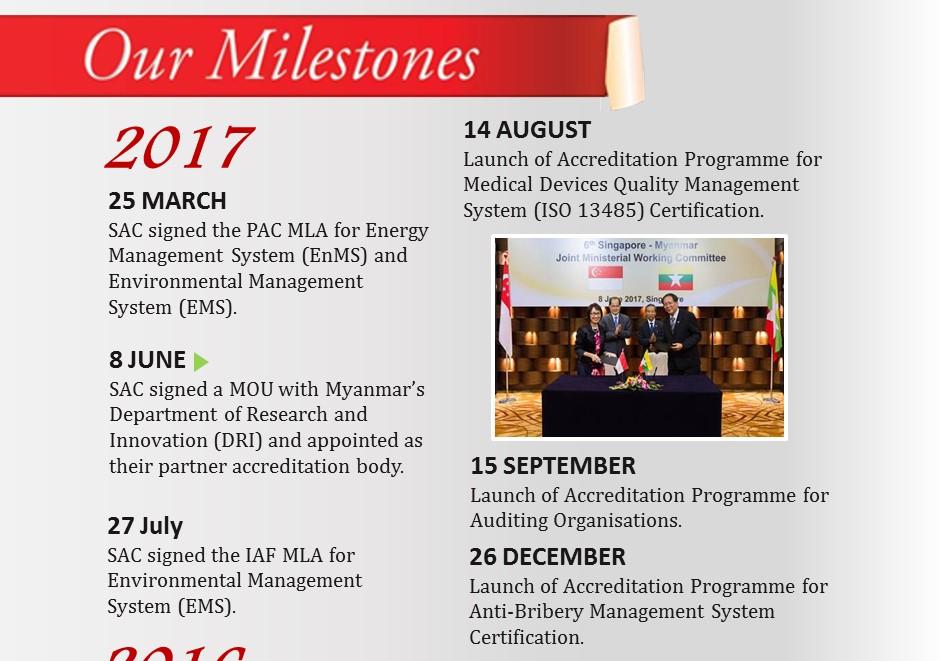 Our Milestones
2017
25 MARCH
SAC signed the PAC MLA for Energy
Management System (EnMS) and
Environmental Management
System (EMS).
8 JUNE
SAC signed a MOU with Myanmar's
Department of Research and
Innovation (DRI) and appointed as
their partner accreditation body.
27 July
SAC signed the IAF MLA for
Environmental Management
System (EMS).
2016
14 AUGUST
Launch of Accreditation Programme for
Medical Devices Quality Management
System (ISO 13485) Certification.
6th Singapore - Myanmar
Joint Ministerial Working Committee
8 June 2017, Singapore
15 SEPTEMBER
Launch of Accreditation Programme for
Auditing Organisations.
26 DECEMBER
Launch of Accreditation Programme for
Anti-Bribery Management System
Certification.